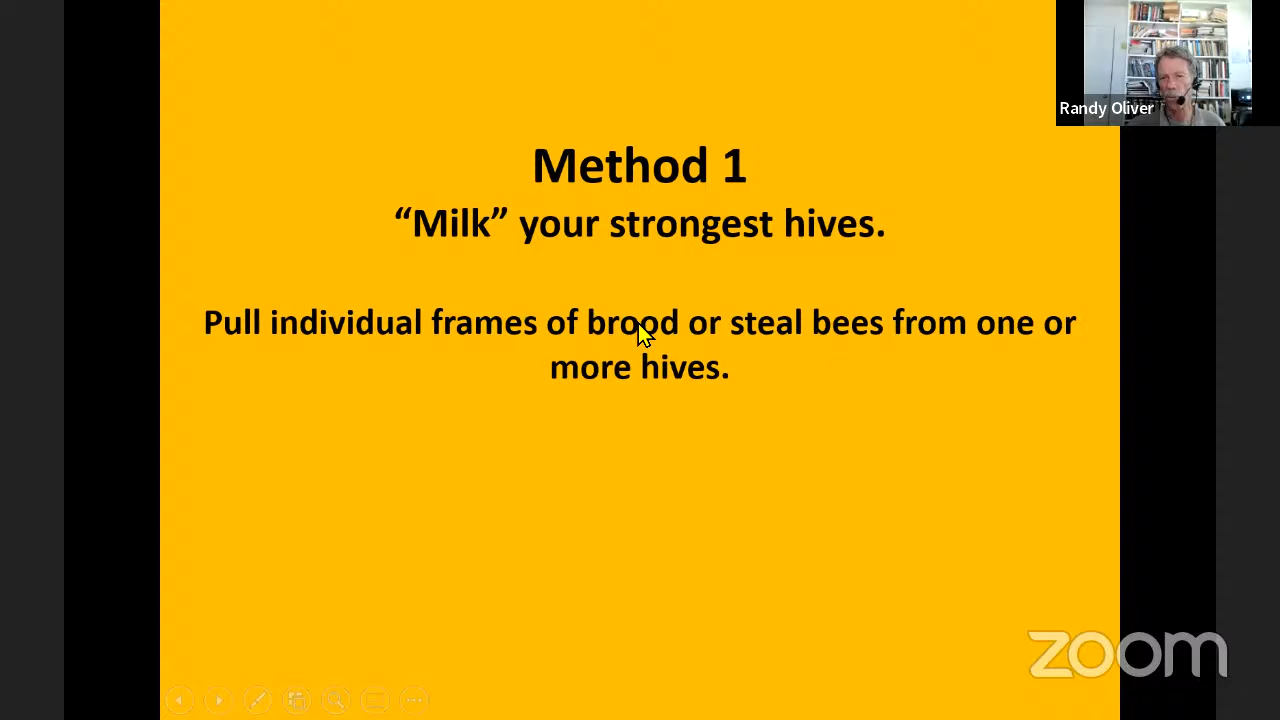 Randy Oliver
Method 1
“Milk” your strongest hives.
Pull individual frames of brood or steal bees from one or
more hives.
zoom